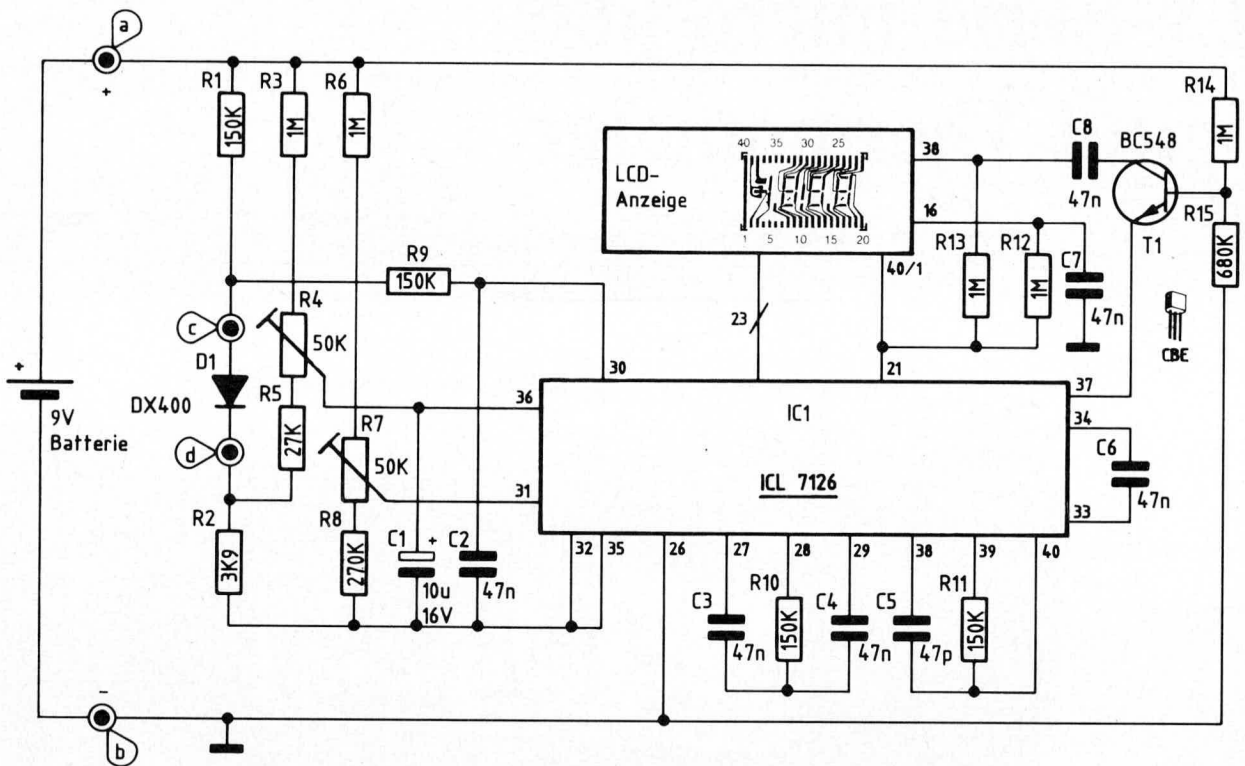 a
+
R1
150K
R3
1M
R6
1M
R14
1M
LCD-
Anzeige
40 35 30 25
1 5 10 15 20
38
16
40/1
C8
47n
BC548
T1
R15
680K
R13
1M
R12
1M
C7
47n
CBE
R9
150K
23
c
D1
DX400
d
R4
50K
R5
27K
R7
50K
R8
270K
R2
3K9
+
9V
Batterie
C1
+
10u
16V
C2
47n
30
21
36
31
37
34
33
IC1
ICL 7126
C6
47n
32
35
26
27
28
29
38
39
40
C3
47n
R10
150K
C4
47n
C5
47p
R11
150K
-
b